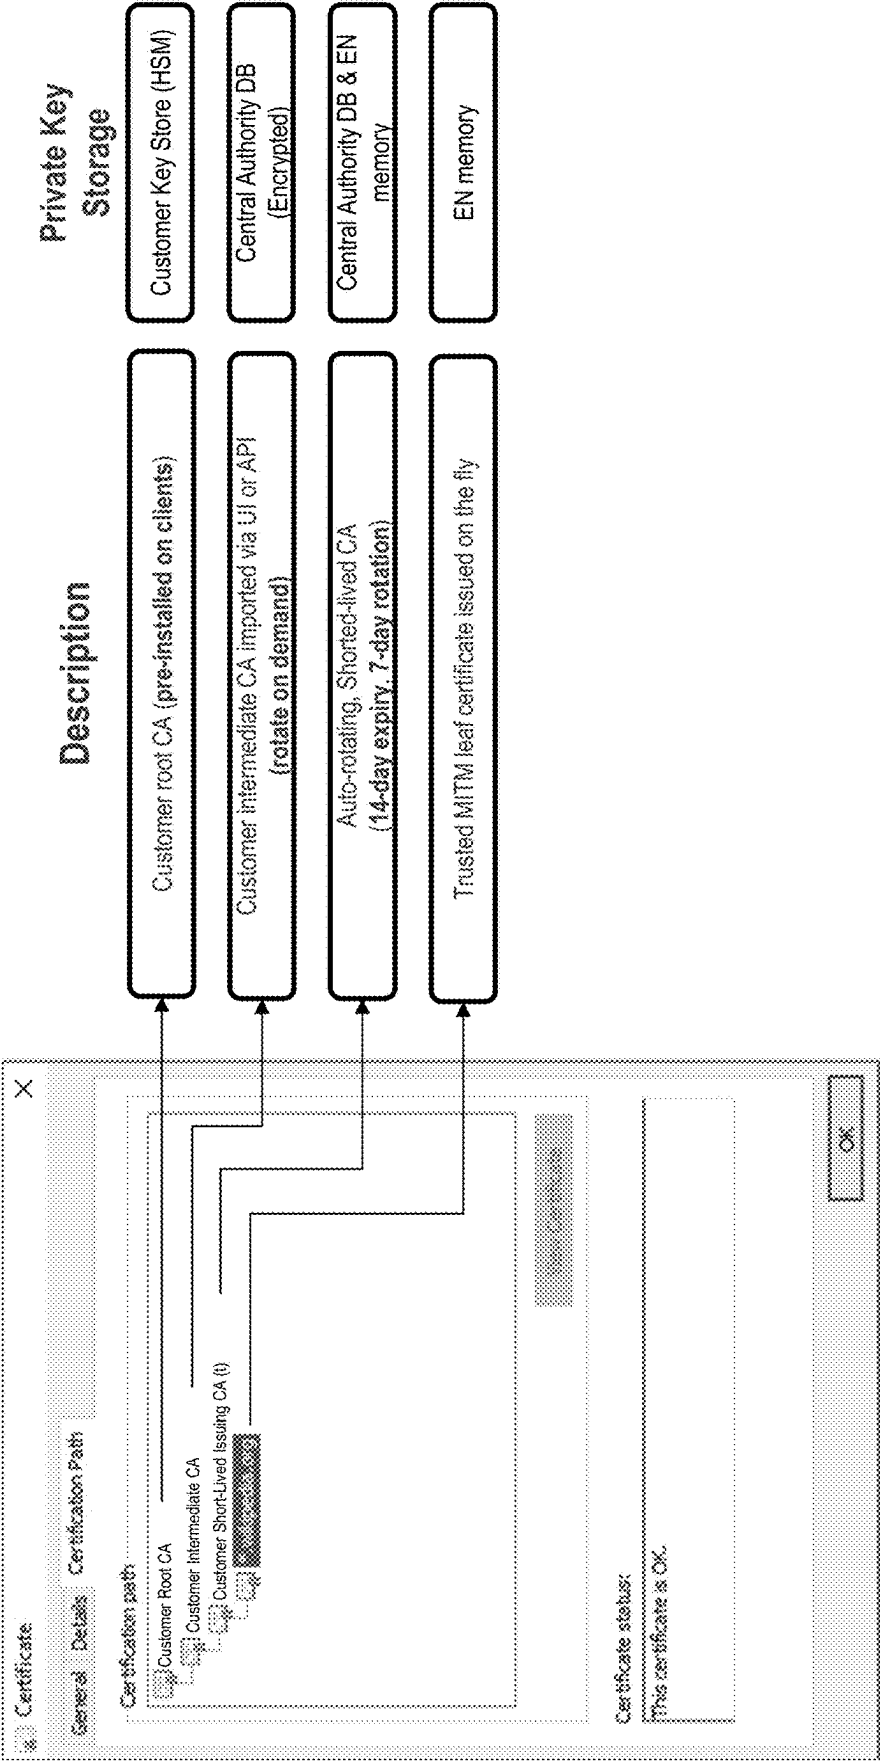 Certificate
General Details Certification Path
Certification path
Customer Root CA
Customer Intermediate CA
Customer Short-Lived Issuing CA (t)
Certificate status:
This certificate is OK.
OK
Description
Customer root CA (pre-installed on clients)
Customer intermediate CA imported via UI or API
(rotate on demand)
Auto-rotating, Shorted-lived CA
(14-day expiry, 7-day rotation)
Trusted MITM leaf certificate issued on the fly
Private Key
Storage
Customer Key Store (HSM)
Central Authority DB
(Encrypted)
Central Authority DB & EN
memory
EN memory